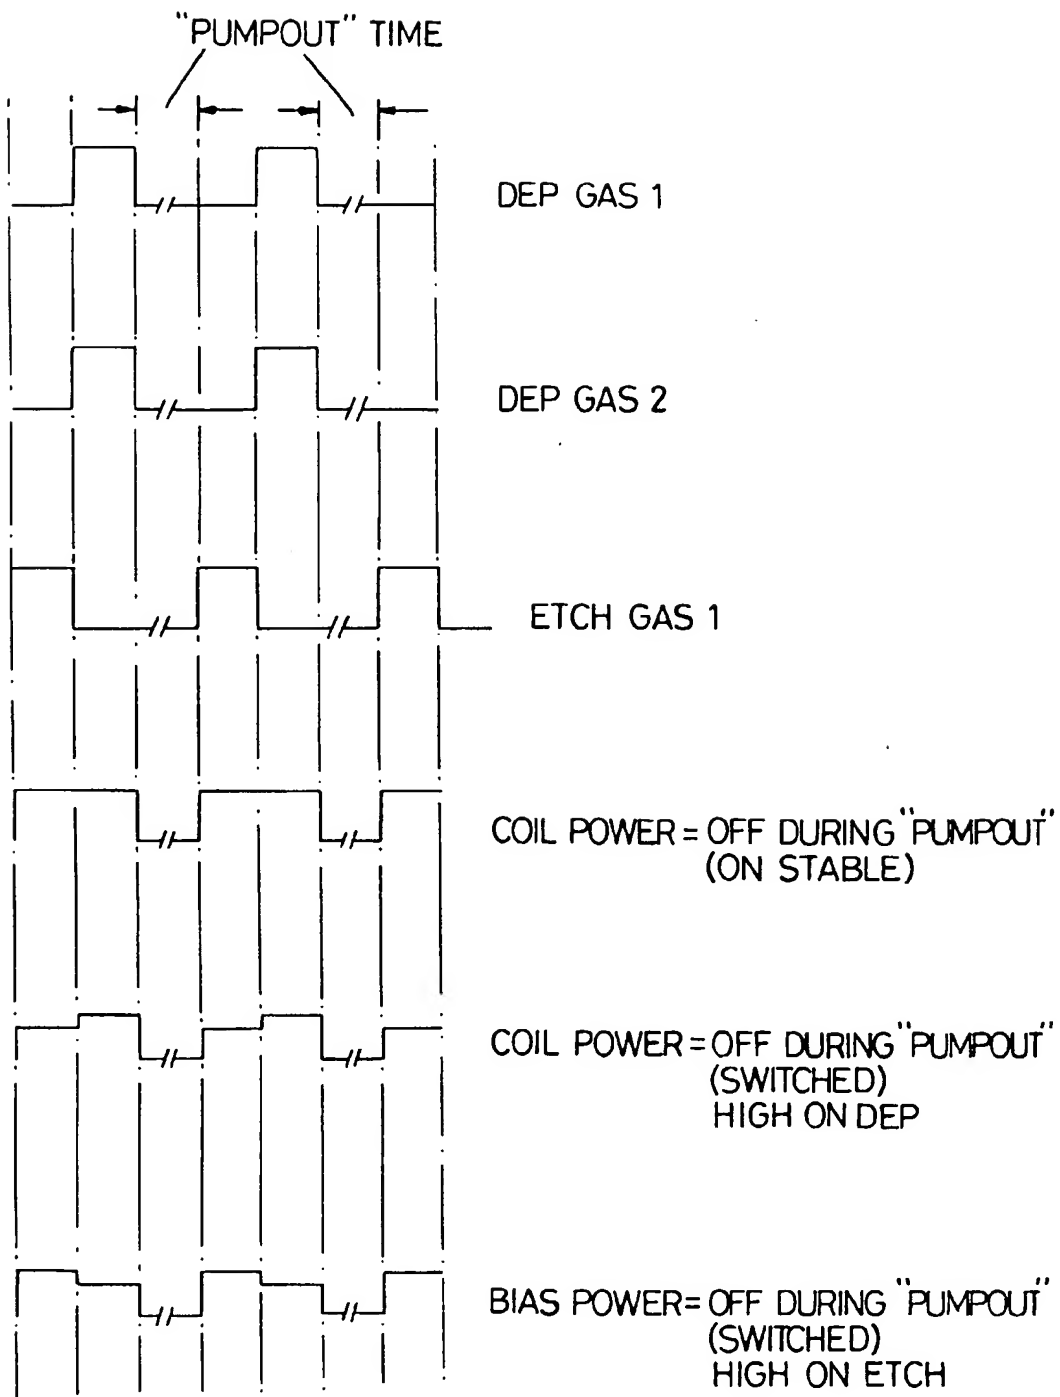 "PUMPOUT" TIME
DEP GAS 1
DEP GAS 2
ETCH GAS 1
COIL POWER = OFF DURING "PUMPOUT"
(ON STABLE)
COIL POWER = OFF DURING "PUMPOUT"
(SWITCHED)
HIGH ON DEP
BIAS POWER = OFF DURING "PUMPOUT"
(SWITCHED)
HIGH ON ETCH